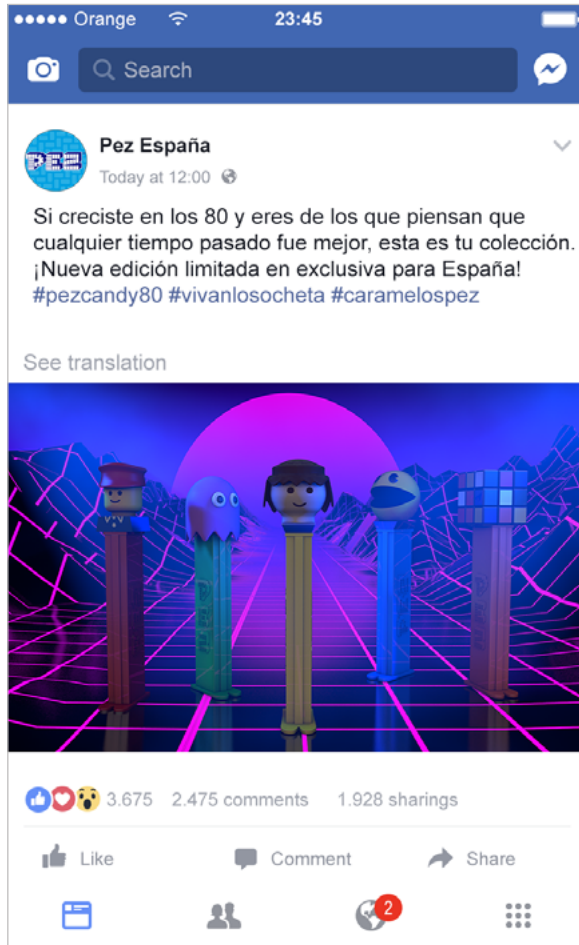 Orange 23:45
Search
PEZ
Pez España
Today at 12:00
Si creciste en los 80 y eres de los que piensan que
cualquier tiempo pasado fue mejor, esta es tu colección.
¡Nueva edición limitada en exclusiva para España!
#pezcandy80 #vivanlosocheta #caramelospez
See translation
3.675 2.475 comments 1.928 sharings
Like Comment Share
2